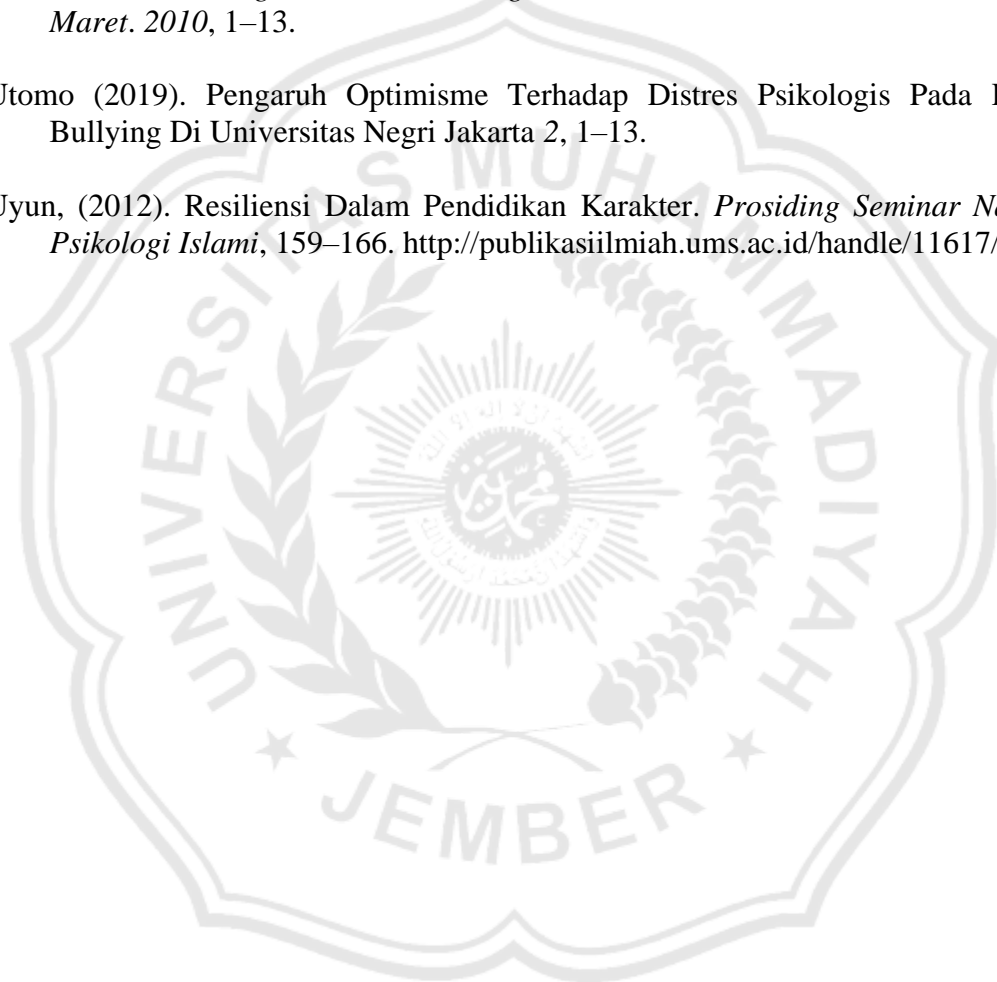 Maret. 2010, 1–13.
Utomo (2019). Pengaruh Optimisme Terhadap Distres Psikologis Pada
Bullying Di Universitas Negri Jakarta 2, 1–13.
Uyun, (2012). Resiliensi Dalam Pendidikan Karakter. Prosiding Seminar
Psikologi Islami, 159–166. http://publikasiilmiah.ums.ac.id/handle/11617/
UNIVERSITAS MUHAMMADIYAH
JEMBER